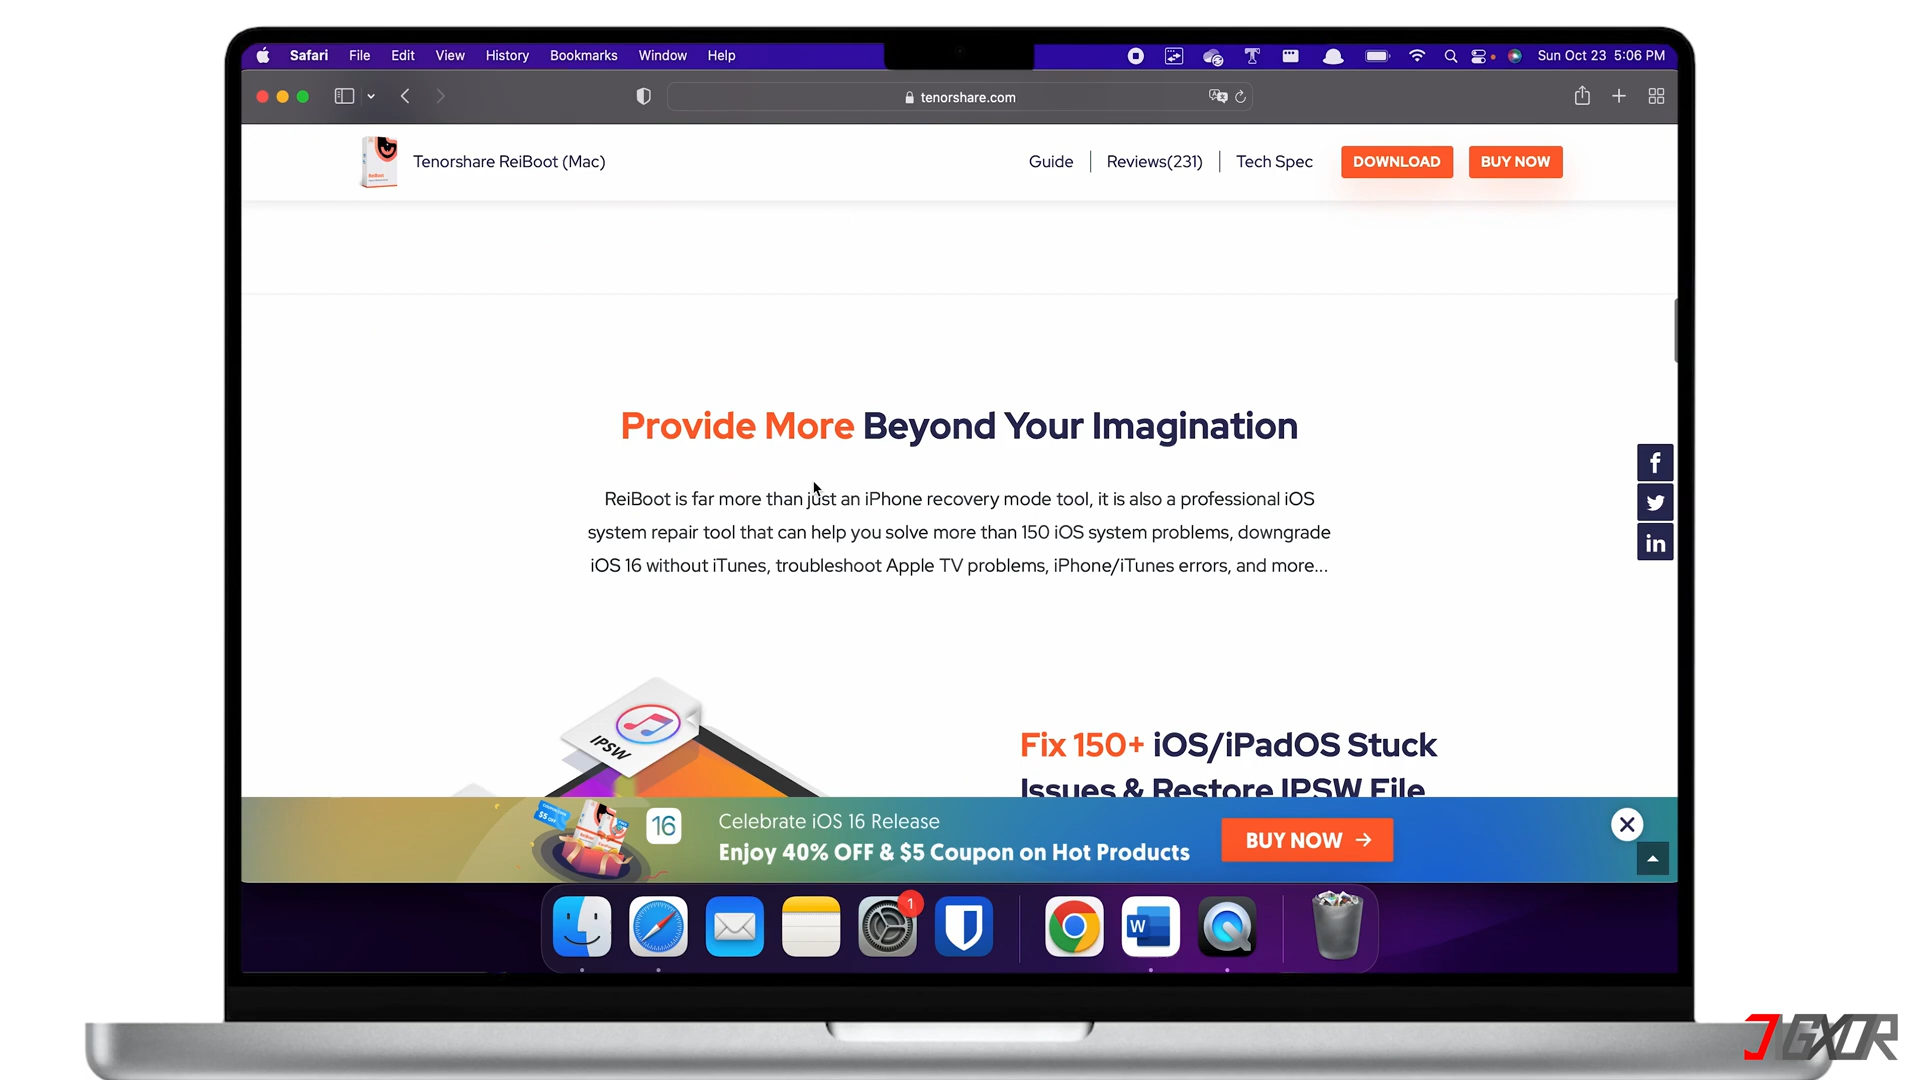 Safari File Edit View History Bookmarks Window Help Sun Oct 23 5:06 PM
tenorshare.com
Tenorshare ReiBoot (Mac) Guide Reviews(231) Tech Spec DOWNLOAD BUY NOW
Provide More Beyond Your Imagination
ReiBoot is far more than just an iPhone recovery mode tool, it is also a professional iOS
system repair tool that can help you solve more than 150 iOS system problems, downgrade
iOS 16 without iTunes, troubleshoot Apple TV problems, iPhone/iTunes errors, and more...
f
in
IPSW
Fix 150+ iOS/iPadOS Stuck
Issues & Restore IPSW File
$5 OFF
16
Celebrate iOS 16 Release
Enjoy 40% OFF & $5 Coupon on Hot Products
BUY NOW
1
W
JGXOR